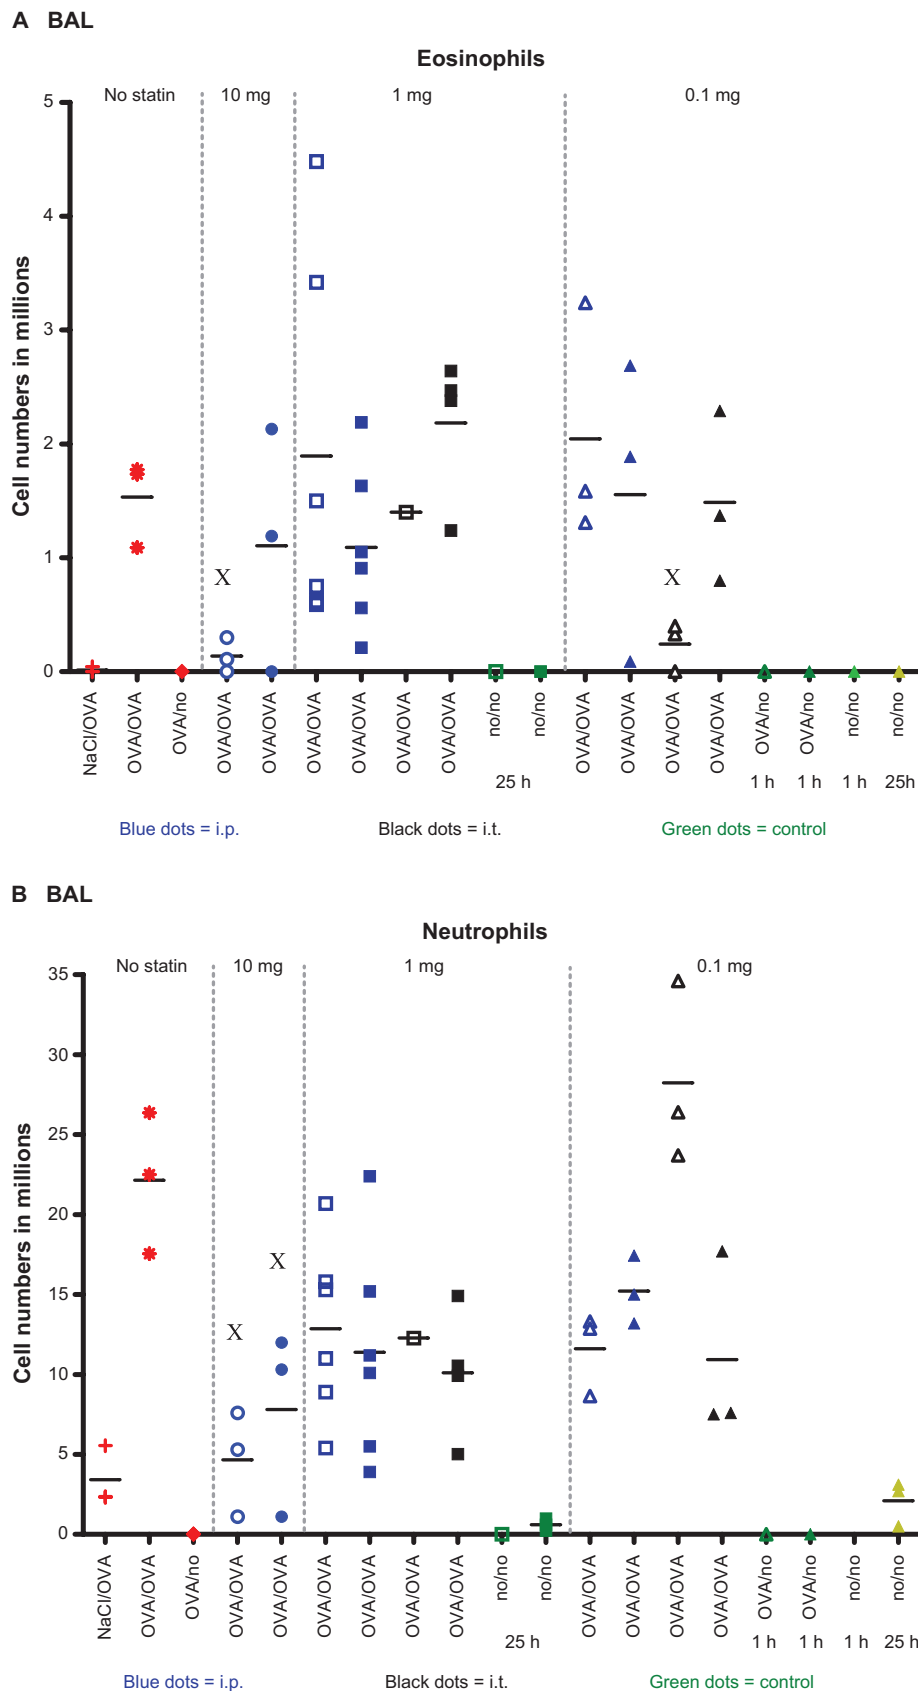 A BAL
Eosinophils
No statin 10 mg 1 mg 0.1 mg
Cell numbers in millions
5
4
3
2
1
0
X
X
NaCl/OVA OVA/OVA OVA/no OVA/OVA OVA/OVA OVA/OVA OVA/OVA OVA/OVA OVA/OVA no/no no/no OVA/OVA OVA/OVA OVA/OVA OVA/OVA OVA/no OVA/no no/no no/no
25 h 1 h 1 h 1 h 25h
Blue dots = i.p. Black dots = i.t. Green dots = control
B BAL
Neutrophils
No statin 10 mg 1 mg 0.1 mg
Cell numbers in millions
35
30
25
20
15
10
5
0
X
X
NaCl/OVA OVA/OVA OVA/no OVA/OVA OVA/OVA OVA/OVA OVA/OVA OVA/OVA OVA/OVA no/no no/no OVA/OVA OVA/OVA OVA/OVA OVA/OVA OVA/no OVA/no no/no no/no
25 h 1 h 1 h 1 h 25 h
Blue dots = i.p. Black dots = i.t. Green dots = control